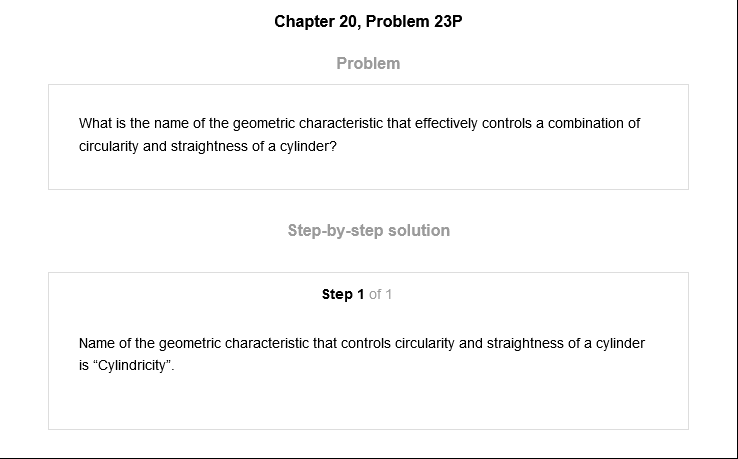 Chapter 20, Problem 23P
Problem
What is the name of the geometric characteristic that effectively controls a combination of
circularity and straightness of a cylinder?
Step-by-step solution
Step 1 of 1
Name of the geometric characteristic that controls circularity and straightness of a cylinder
is “Cylindricity”.